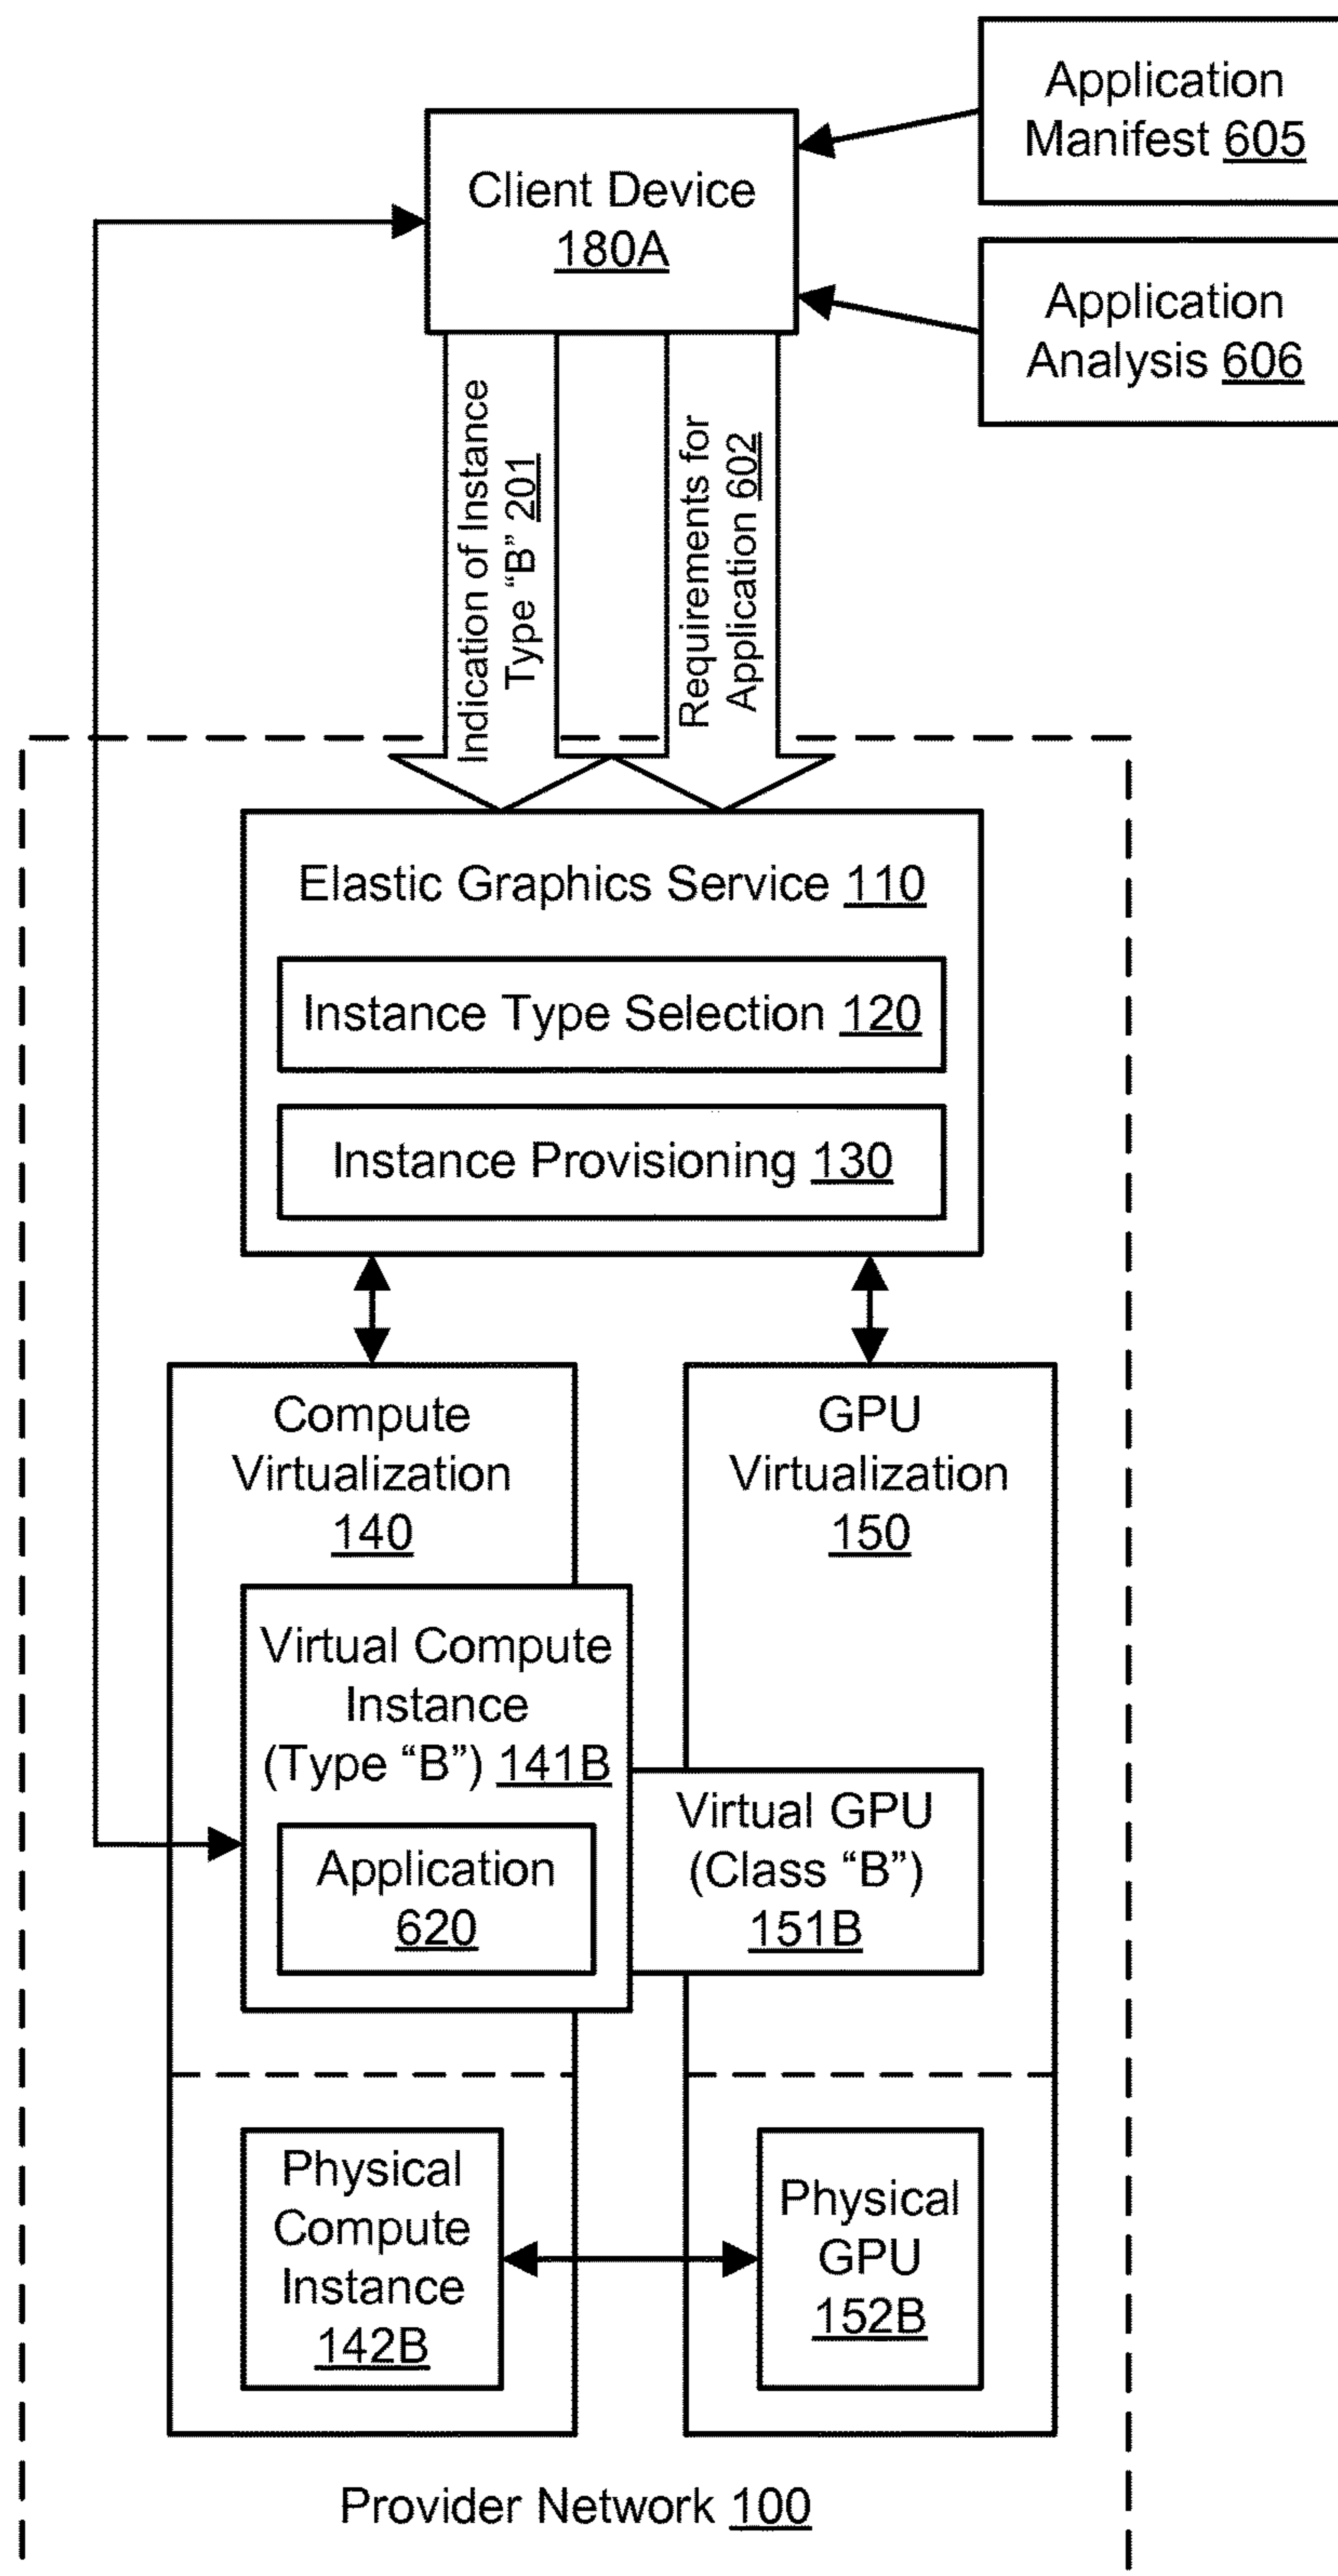 Application
Manifest 605
Client Device
180A
Application
Analysis 606
Indication of Instance
Type “B” 201
Requirements for
Application 602
Elastic Graphics Service 110
Instance Type Selection 120
Instance Provisioning 130
Compute
Virtualization
140
GPU
Virtualization
150
Virtual Compute
Instance
(Type “B”) 141B
Application
620
Virtual GPU
(Class “B”)
151B
Physical
Compute
Instance
142B
Physical
GPU
152B
Provider Network 100